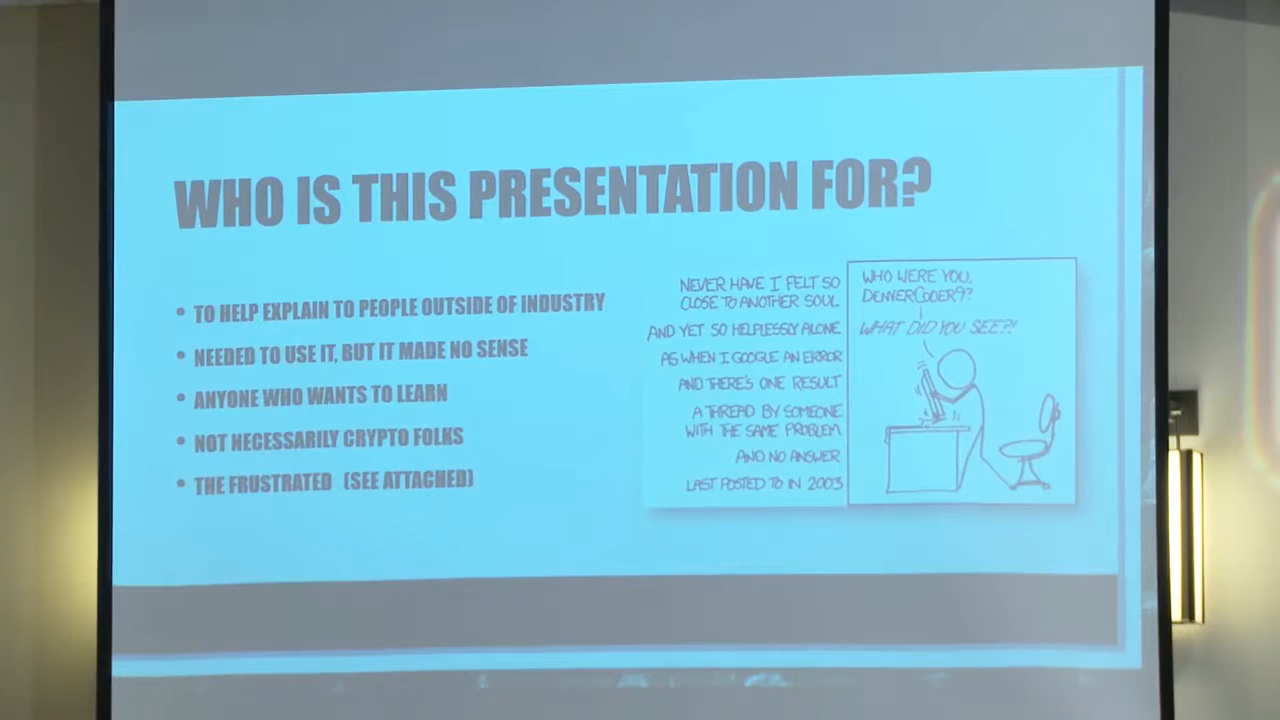 WHO IS THIS PRESENTATION FOR?
• TO HELP EXPLAIN TO PEOPLE OUTSIDE OF INDUSTRY
• NEEDED TO USE IT, BUT IT MADE NO SENSE
• ANYONE WHO WANTS TO LEARN
• NOT NECESSARILY CRYPTO FOLKS
• THE FRUSTRATED (SEE ATTACHED)
NEVER HAVE I FELT SO
CLOSE TO ANOTHER SOUL
AND YET SO HELPLESSLY ALONE
AS WHEN I GOOGLE AN ERROR
AND THERE'S ONE RESULT
A THREAD BY SOMEONE
WITH THE SAME PROBLEM
AND NO ANSWER
LAST POSTED TO IN 2003
WHO WERE YOU,
DENVERCODER9?
WHAT DID YOU SEE?!